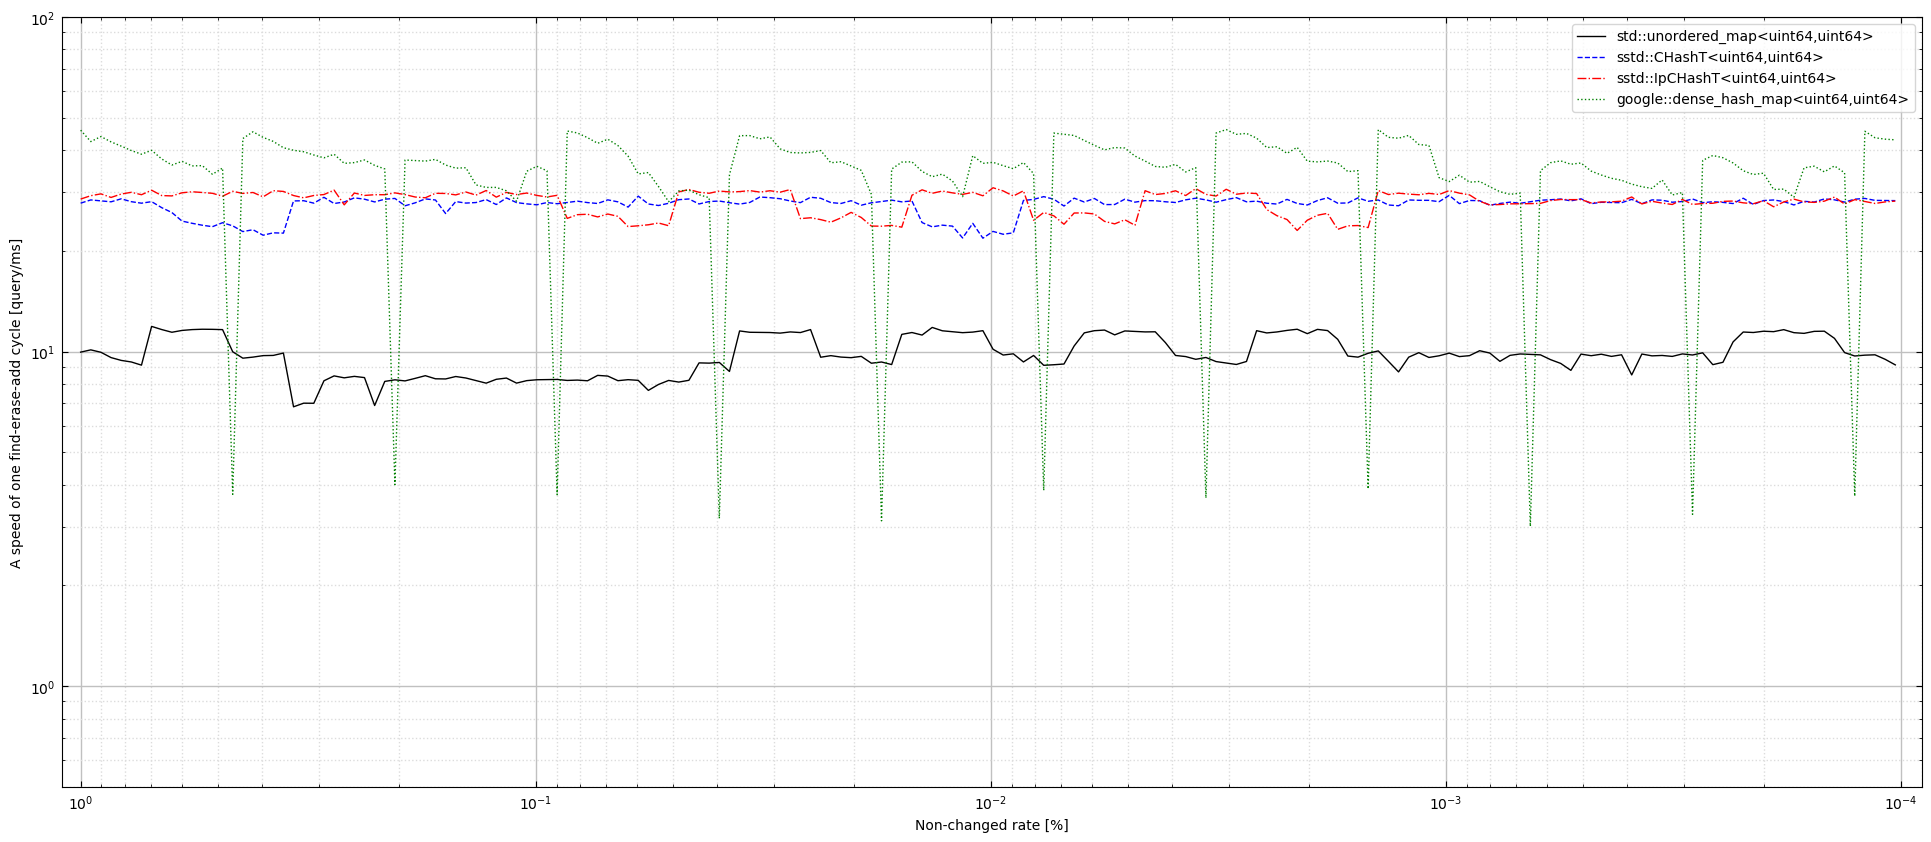 10²
10¹
10⁰
A speed of one find-erase-add cycle [query/ms]
std::unordered_map<uint64,uint64>
sstd::CHashT<uint64,uint64>
sstd::IpCHashT<uint64,uint64>
google::dense_hash_map<uint64,uint64>
10⁰ 10⁻¹ 10⁻² 10⁻³ 10⁻⁴
Non-changed rate [%]